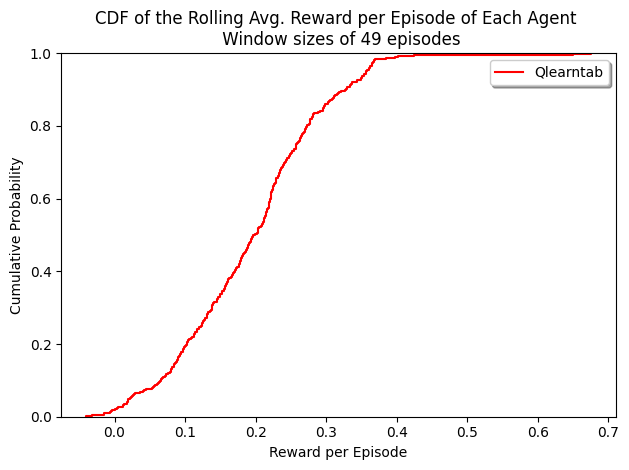 CDF of the Rolling Avg. Reward per Episode of Each Agent
Window sizes of 49 episodes
Qlearntab
1.0
0.8
0.6
0.4
0.2
0.0
Cumulative Probability
0.0 0.1 0.2 0.3 0.4 0.5 0.6 0.7
Reward per Episode